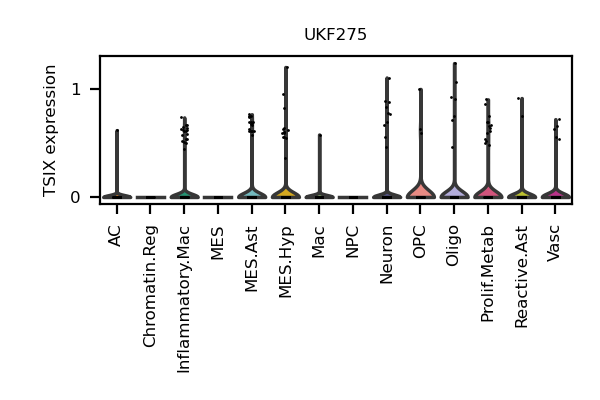 UKF275
TSIX expression
1
0
AC
Chromatin.Reg
Inflammatory.Mac
MES
MES.Ast
MES.Hyp
Mac
NPC
Neuron
OPC
Oligo
Prolif.Metab
Reactive.Ast
Vasc